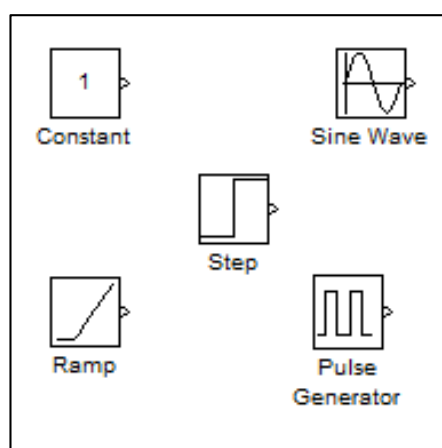 1
Constant
Sine Wave
Step
Ramp
Pulse
Generator